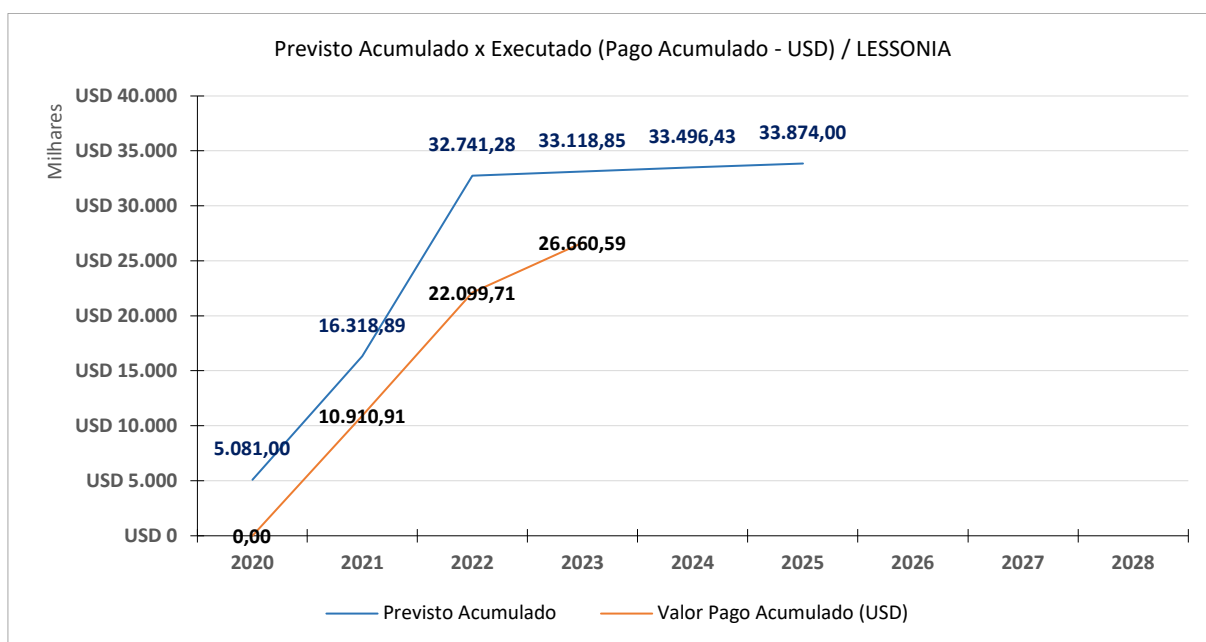 Previsto Acumulado x Executado (Pago Acumulado - USD) / LESSONIA
Milhares
USD 40.000
USD 35.000
USD 30.000
USD 25.000
USD 20.000
USD 15.000
USD 10.000
USD 5.000
USD 0
5.081,00
16.318,89
32.741,28
33.118,85
33.496,43
33.874,00
0,00
10.910,91
22.099,71
26.660,59
2020 2021 2022 2023 2024 2025 2026 2027 2028
Previsto Acumulado Valor Pago Acumulado (USD)